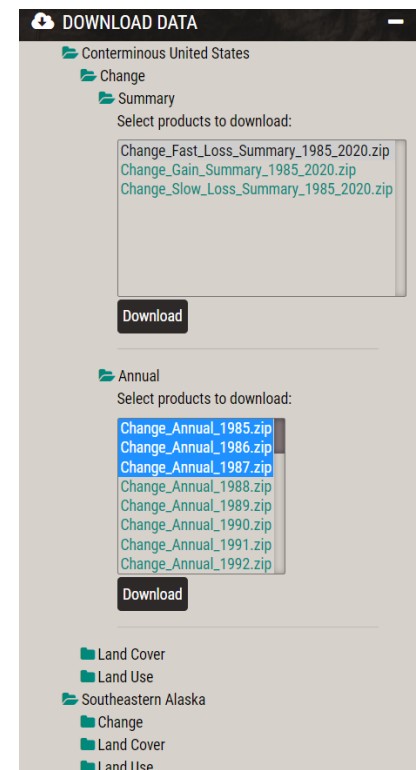 DOWNLOAD DATA
Conterminous United States
Change
Summary
Select products to download:
Change_Fast_Loss_Summary_1985_2020.zip
Change_Gain_Summary_1985_2020.zip
Change_Slow_Loss_Summary_1985_2020.zip
Download
Annual
Select products to download:
Change_Annual_1985.zip
Change_Annual_1986.zip
Change_Annual_1987.zip
Change_Annual_1988.zip
Change_Annual_1989.zip
Change_Annual_1990.zip
Change_Annual_1991.zip
Change_Annual_1992.zip
Download
Land Cover
Land Use
Southeastern Alaska
Change
Land Cover
Land Use